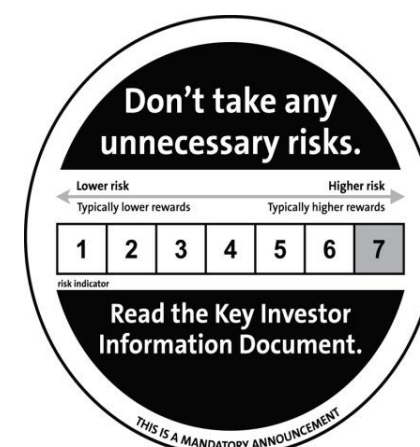 Don't take any
unnecessary risks.
Lower risk Higher risk
Typically lower rewards Typically higher rewards
1 2 3 4 5 6 7
risk indicator
Read the Key Investor
Information Document.
THIS IS A MANDATORY ANNOUNCEMENT